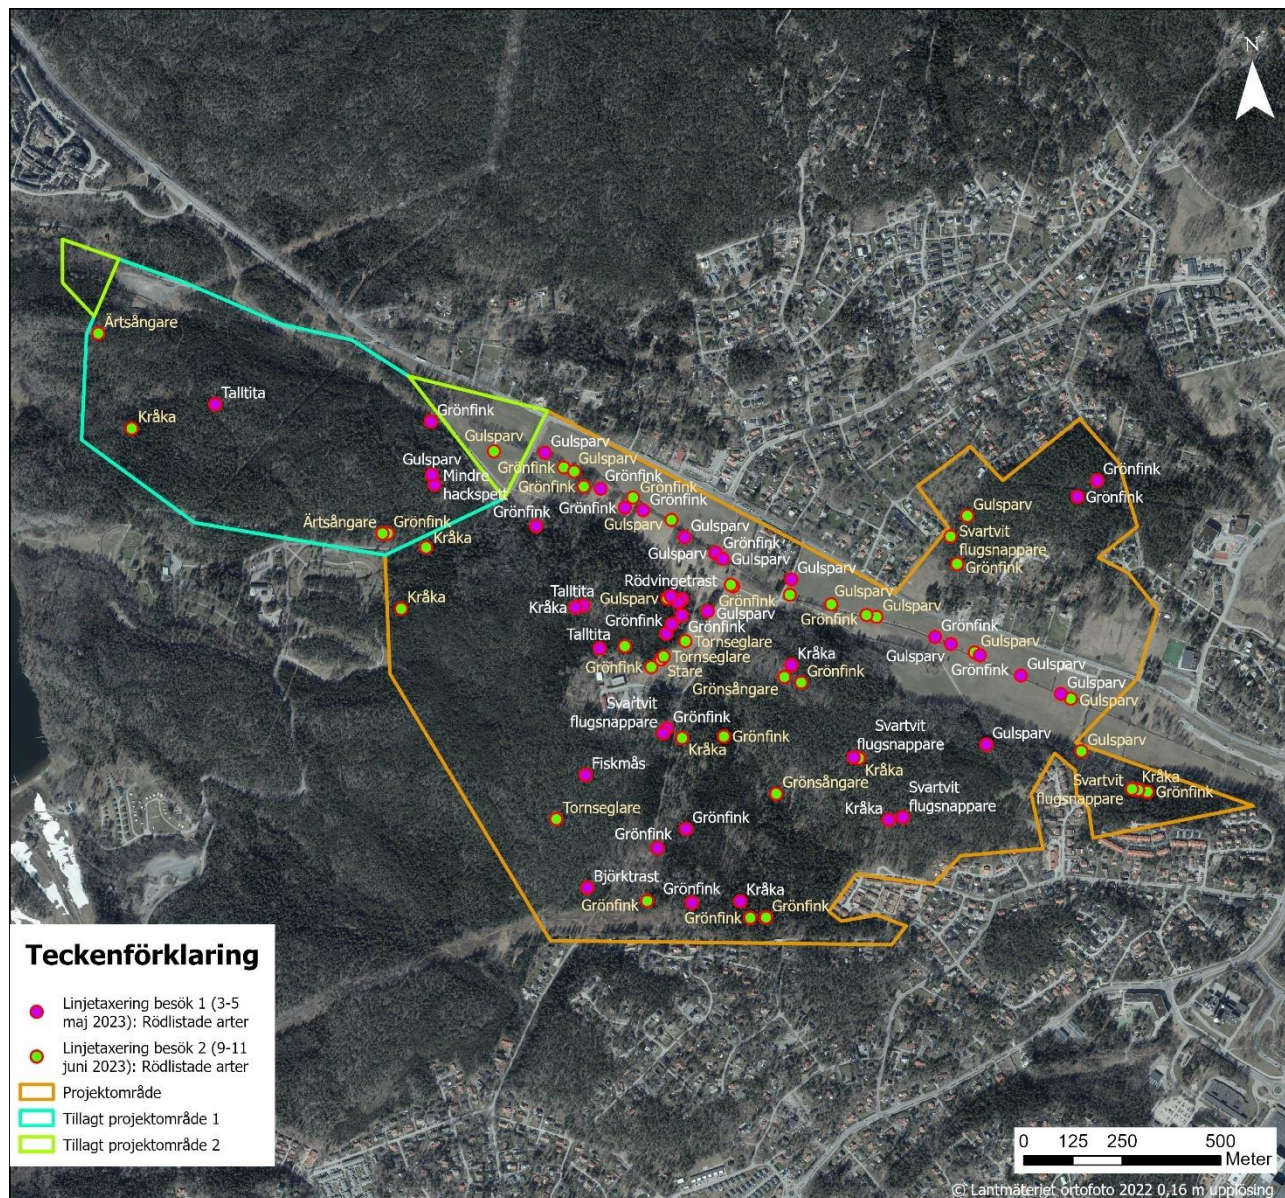 N
Ärtsångare
Talltita
Kråka
Grönfink
Gulsparv
Gulsparv
Mindre
hackspett
Grönfink
Gulsparv
Gulsparv
Grönfink
Grönfink
Grönfink
Grönfink
Grönfink
Gulsparv
Grönfink
Gulsparv
Ärtsångare
Grönfink
Kråka
Kråka
Gulsparv
Grönfink
Gulsparv
Gulsparv
Grönfink
Grönfink
Gulsparv
Svartvit
flugsnappare
Grönfink
Rödvingetrast
Talltita
Kråka
Gulsparv
Grönfink
Gulsparv
Grönfink
Grönfink
Gulsparv
Gulsparv
Grönfink
Talltita
Tornseglare
Tornseglare
Grönfink
Stare
Kråka
Grönfink
Grönsångare
Grönfink
Gulsparv
Gulsparv
Grönfink
Gulsparv
Gulsparv
Gulsparv
Svartvit
flugsnappare
Grönfink
Kråka
Grönfink
Svartvit
flugsnappare
Kråka
Gulsparv
Gulsparv
Fiskmås
Grönsångare
Svartvit
flugsnappare
Kråka
Grönfink
Tornseglare
Kråka
Svartvit
flugsnappare
Grönfink
Grönfink
Björktrast
Grönfink
Grönfink
Kråka
Grönfink
Grönfink
Teckenförklaring
Linjetaxering besök 1 (3-5
maj 2023): Rödlistade arter
Linjetaxering besök 2 (9-11
juni 2023): Rödlistade arter
Projektområde
Tillagt projektområde 1
Tillagt projektområde 2
0 125 250 500
Meter
© Lantmäteriet ortofoto 2022 0,16 m upplösing